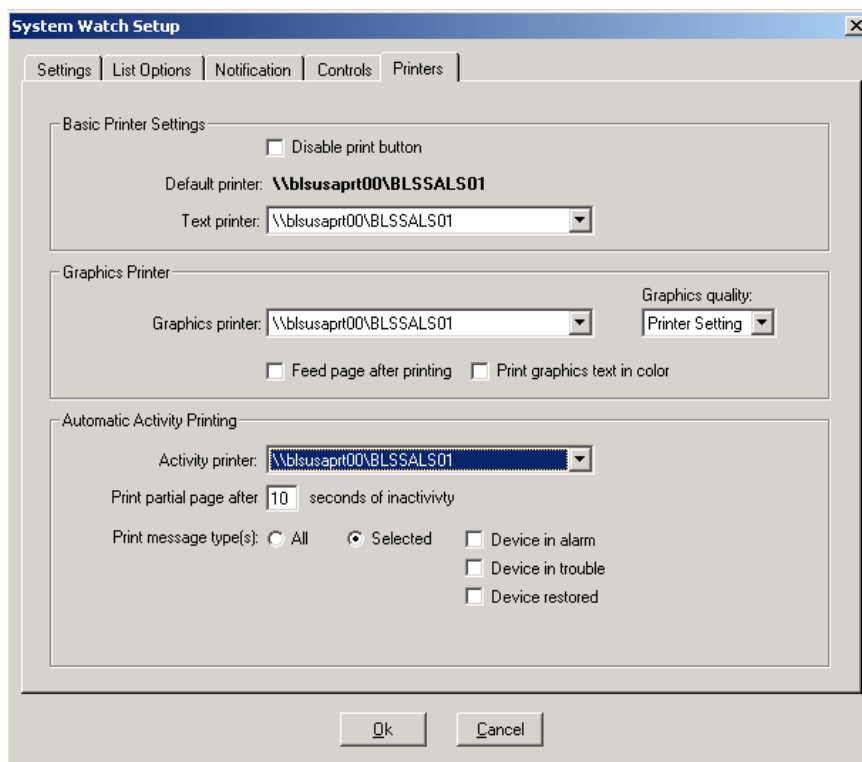 System Watch Setup
Settings List Options Notification Controls Printers
Basic Printer Settings
Disable print button
Default printer: \\blsusaprt00\BLSSALS01
Text printer: \\blsusaprt00\BLSSALS01
Graphics Printer
Graphics quality:
Graphics printer: \\blsusaprt00\BLSSALS01 Printer Setting
Feed page after printing Print graphics text in color
Automatic Activity Printing
Activity printer: \\blsusaprt00\BLSSALS01
Print partial page after 10 seconds of inactivivty
Print message type(s): All Selected Device in alarm
Device in trouble
Device restored
Ok Cancel